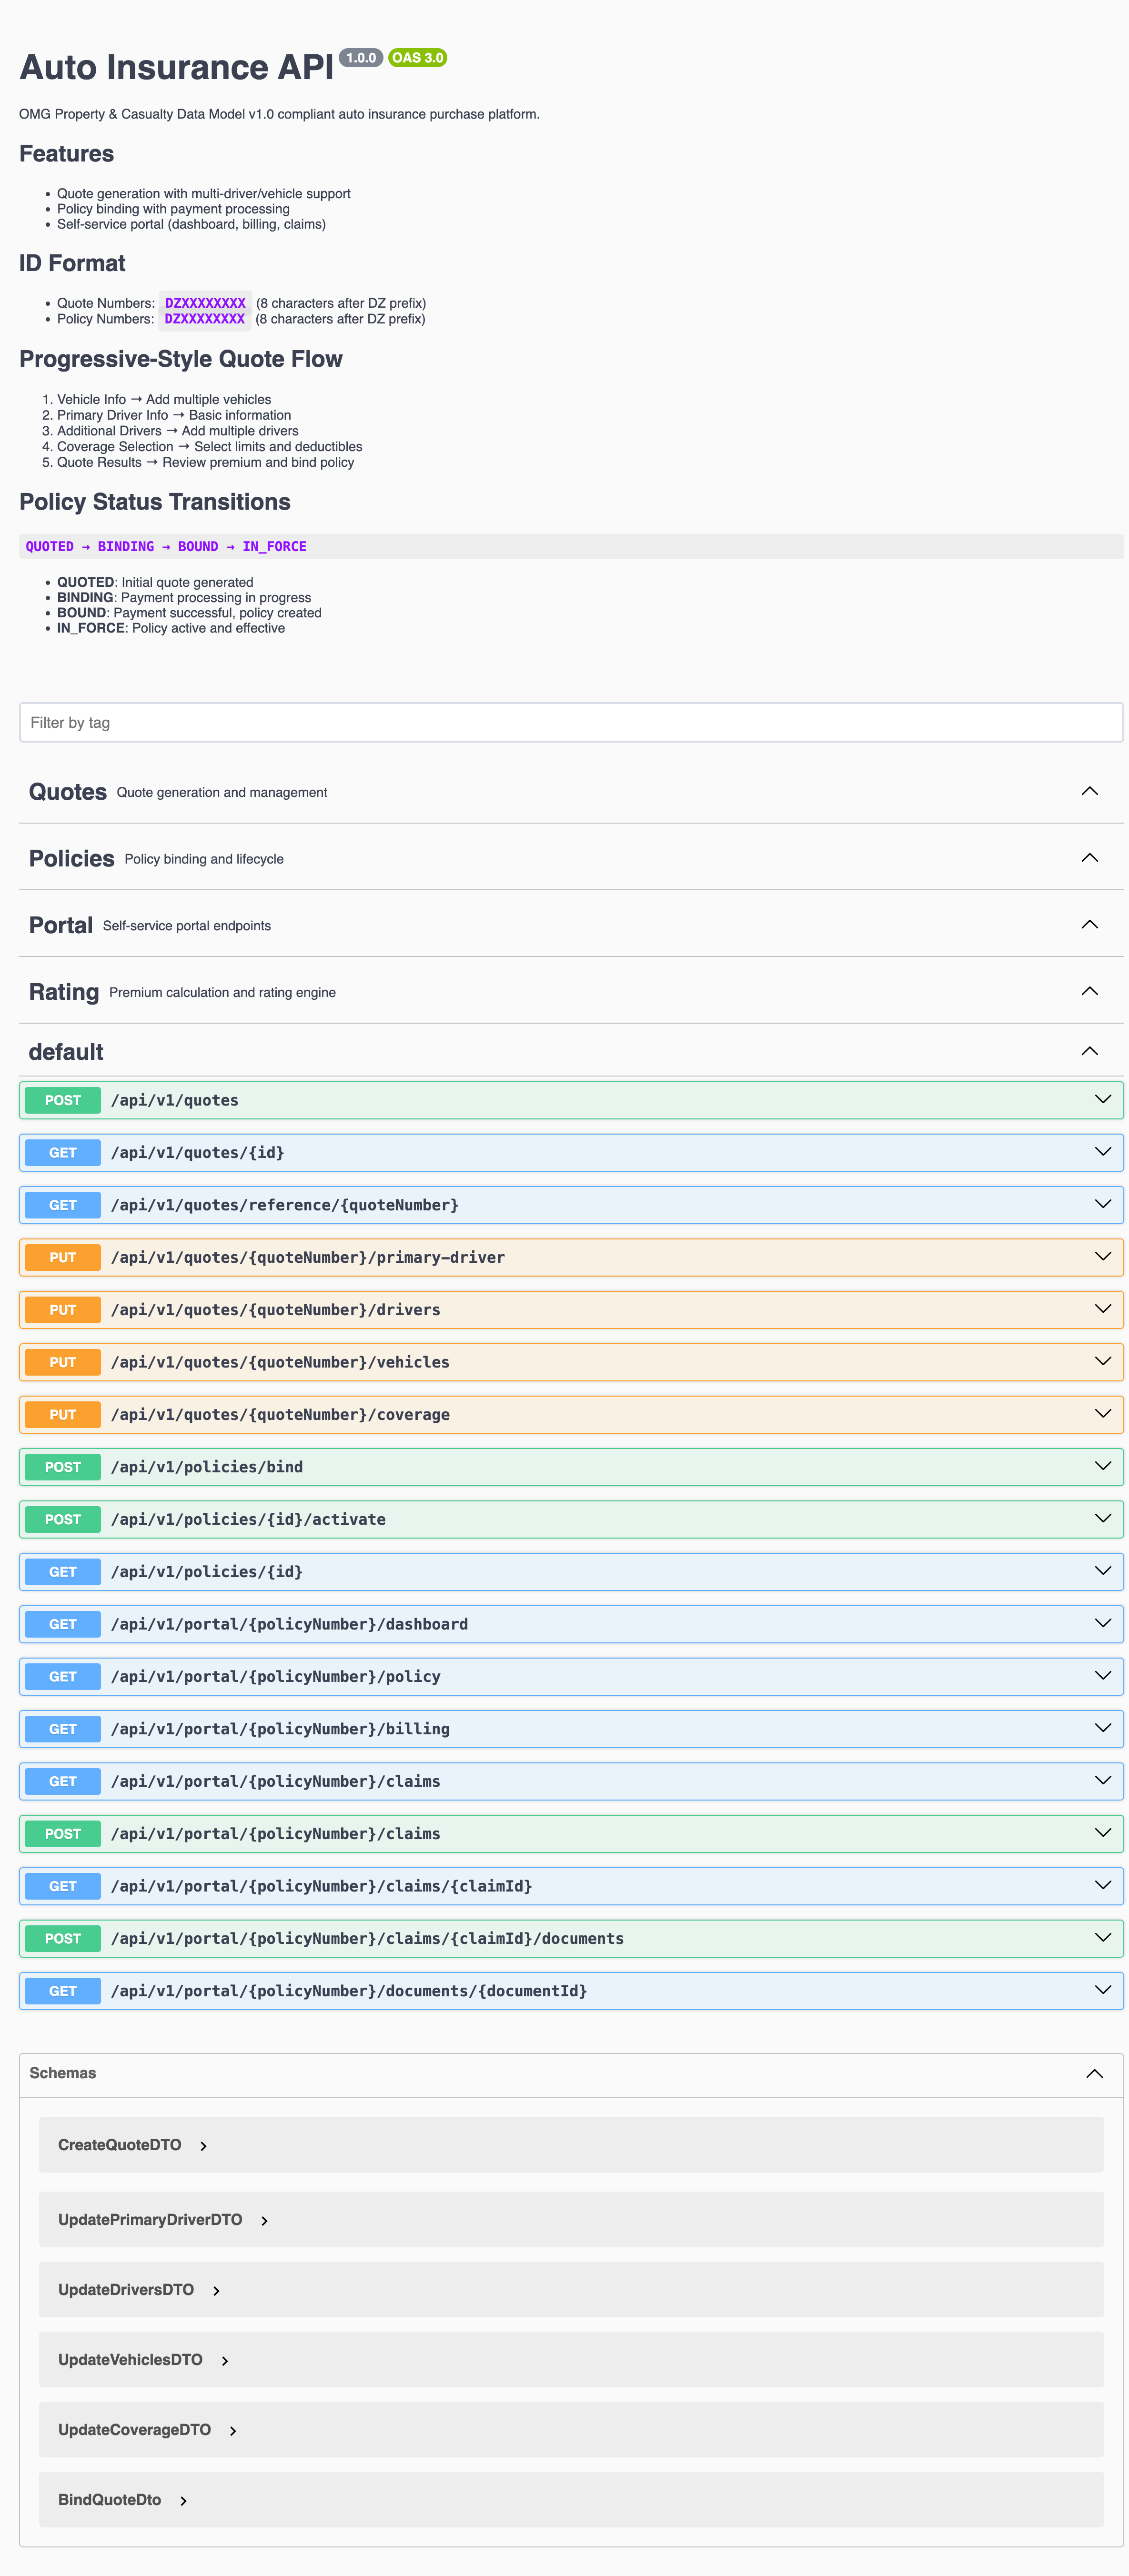 Auto Insurance API 1.0.0 OAS 3.0
OMG Property & Casualty Data Model v1.0 compliant auto insurance purchase platform.
Features
• Quote generation with multi-driver/vehicle support
• Policy binding with payment processing
• Self-service portal (dashboard, billing, claims)
ID Format
• Quote Numbers: DZXXXXXXXX (8 characters after DZ prefix)
• Policy Numbers: DZXXXXXXXX (8 characters after DZ prefix)
Progressive-Style Quote Flow
1. Vehicle Info → Add multiple vehicles
2. Primary Driver Info → Basic information
3. Additional Drivers → Add multiple drivers
4. Coverage Selection → Select limits and deductibles
5. Quote Results → Review premium and bind policy
Policy Status Transitions
QUOTED → BINDING → BOUND → IN_FORCE
• QUOTED: Initial quote generated
• BINDING: Payment processing in progress
• BOUND: Payment successful, policy created
• IN_FORCE: Policy active and effective
Filter by tag
Quotes Quote generation and management
Policies Policy binding and lifecycle
Portal Self-service portal endpoints
Rating Premium calculation and rating engine
default
POST /api/v1/quotes
GET /api/v1/quotes/{id}
GET /api/v1/quotes/reference/{quoteNumber}
PUT /api/v1/quotes/{quoteNumber}/primary-driver
PUT /api/v1/quotes/{quoteNumber}/drivers
PUT /api/v1/quotes/{quoteNumber}/vehicles
PUT /api/v1/quotes/{quoteNumber}/coverage
POST /api/v1/policies/bind
POST /api/v1/policies/{id}/activate
GET /api/v1/policies/{id}
GET /api/v1/portal/{policyNumber}/dashboard
GET /api/v1/portal/{policyNumber}/policy
GET /api/v1/portal/{policyNumber}/billing
GET /api/v1/portal/{policyNumber}/claims
POST /api/v1/portal/{policyNumber}/claims
GET /api/v1/portal/{policyNumber}/claims/{claimId}
POST /api/v1/portal/{policyNumber}/claims/{claimId}/documents
GET /api/v1/portal/{policyNumber}/documents/{documentId}
Schemas
CreateQuoteDTO
UpdatePrimaryDriverDTO
UpdateDriversDTO
UpdateVehiclesDTO
UpdateCoverageDTO
BindQuoteDto